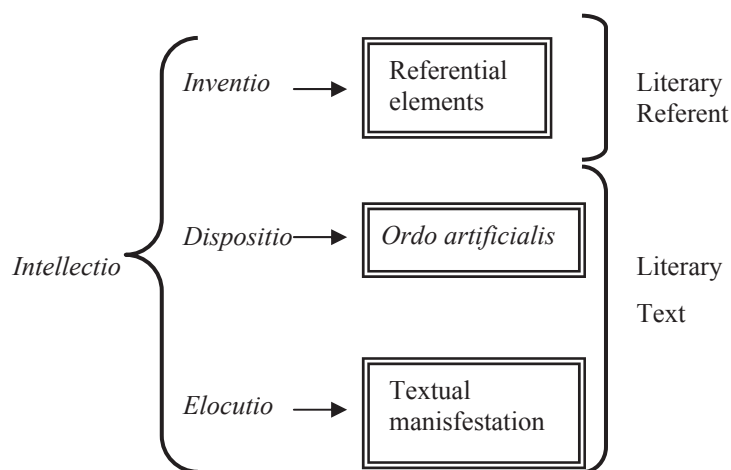 Inventio
Referential
elements
Literary
Referent
Intellectio
Dispositio
Ordo artificialis
Literary
Text
Elocutio
Textual
manisfestation